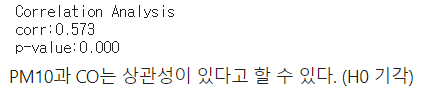 Correlation Analysis
corr:0.573
p-value:0.000
PM10과 CO는 상관성이 있다고 할 수 있다. (H0 기각)